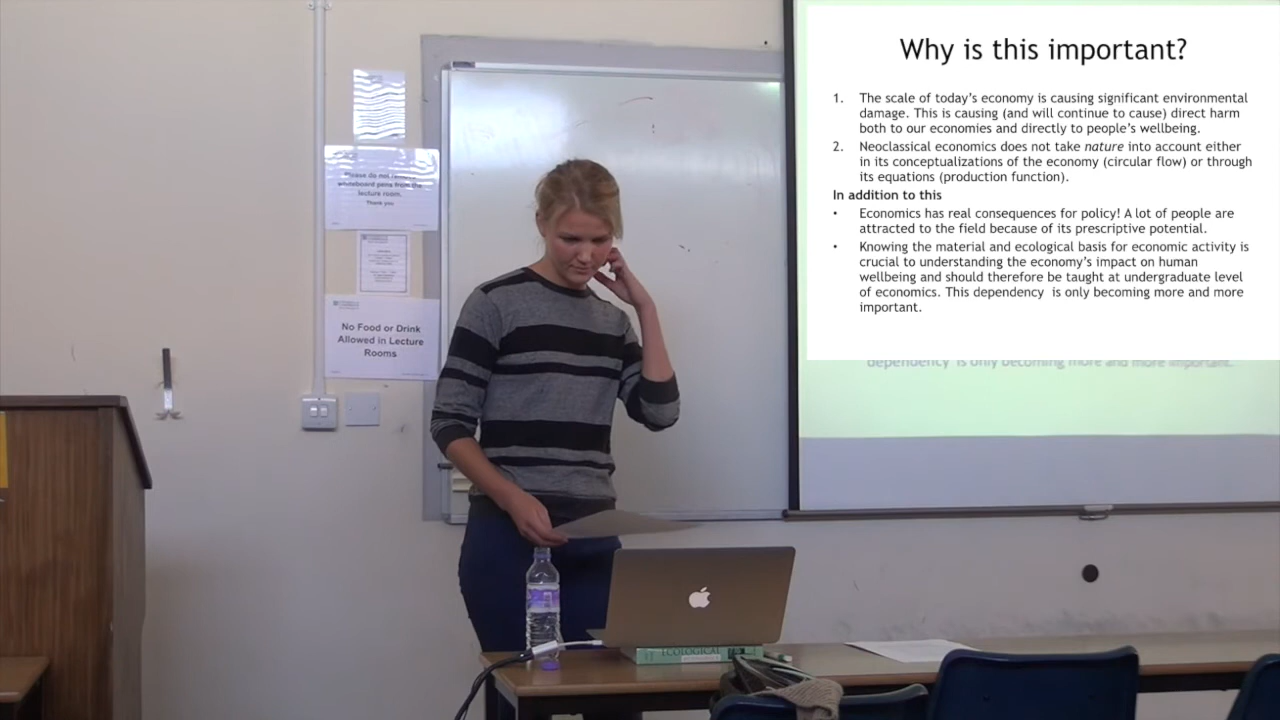 Why is this important?
1. The scale of today's economy is causing significant environmental
damage. This is causing (and will continue to cause) direct harm
both to our economies and directly to people's wellbeing.
2. Neoclassical economics does not take nature into account either
in its conceptualizations of the economy (circular flow) or through
its equations (production function).
In addition to this
• Economics has real consequences for policy! A lot of people are
attracted to the field because of its prescriptive potential.
• Knowing the material and ecological basis for economic activity is
crucial to understanding the economy's impact on human
wellbeing and should therefore be taught at undergraduate level
of economics. This dependency is only becoming more and more
important.
dependency is only becoming more and more important.
Please do not remove
whiteboard pens from the
lecture room.
Thank you
No Food or Drink
Allowed in Lecture
Rooms
ECOLOGICAL